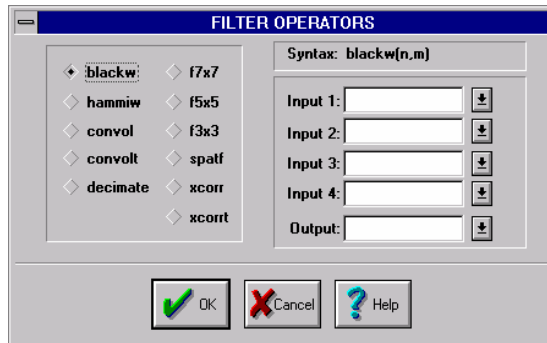 FILTER OPERATORS
blackw
hammiw
convol
convolt
decimate
f7x7
f5x5
f3x3
spatf
xcorr
xcorrt
Syntax: blackw(n,m)
Input 1:
Input 2:
Input 3:
Input 4:
Output:
OK
Cancel
Help